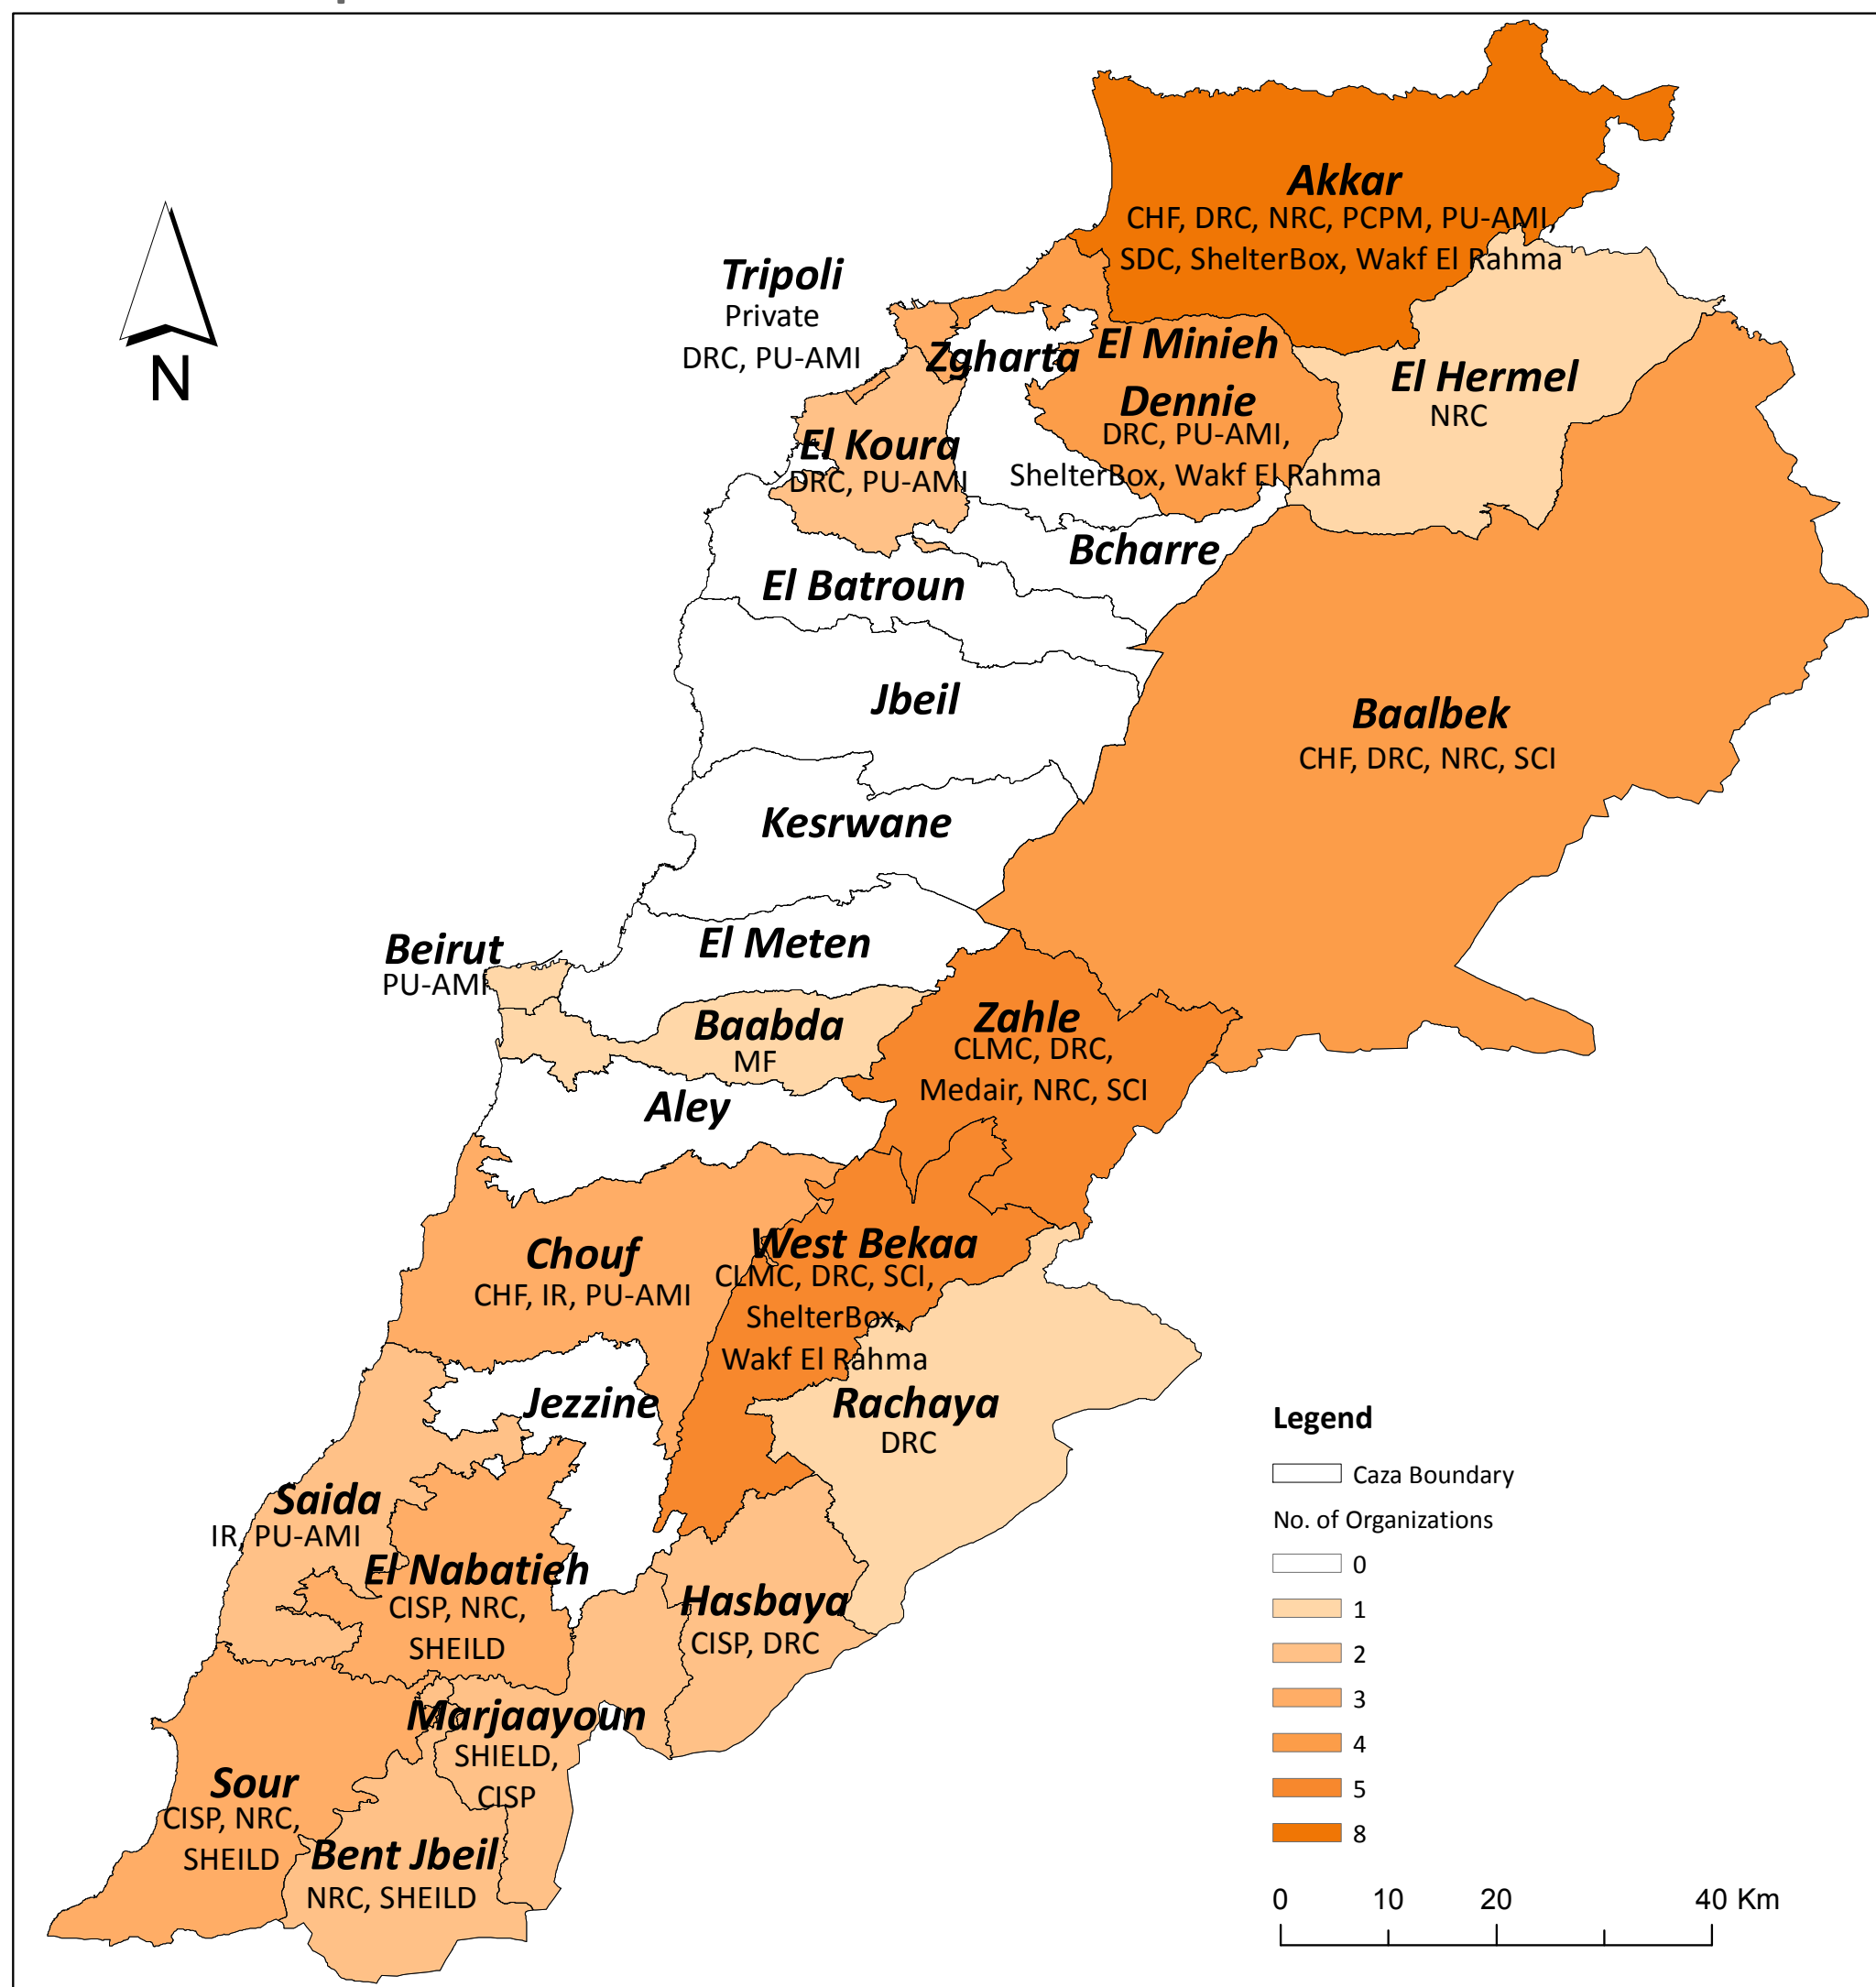 Akkar
CHF, DRC, NRC, PCPM, PU-AMI,
SDC, ShelterBox, Wakf El Rahma
Tripoli
Private
DRC, PU-AMI
Zgharta
El Minieh
Dennie
DRC, PU-AMI,
ShelterBox, Wakf El Rahma
El Hermel
NRC
N
El Koura
DRC, PU-AMI
Bcharre
El Batroun
Jbeil
Baalbek
CHF, DRC, NRC, SCI
Kesrwane
El Meten
Beirut
PU-AMI
Baabda
MF
Zahle
CLMC, DRC,
Medair, NRC, SCI
Aley
Chouf
CHF, IR, PU-AMI
West Bekaa
CLMC, DRC, SCI,
ShelterBox,
Wakf El Rahma
Jezzine
Rachaya
DRC
Saida
IR, PU-AMI
El Nabatieh
CISP, NRC,
SHEILD
Hasbaya
CISP, DRC
Marjaayoun
SHIELD,
CISP
Sour
CISP, NRC,
SHEILD
Bent Jbeil
NRC, SHEILD
Legend
Caza Boundary
No. of Organizations
0
1
2
3
4
5
8
0 10 20 40 Km